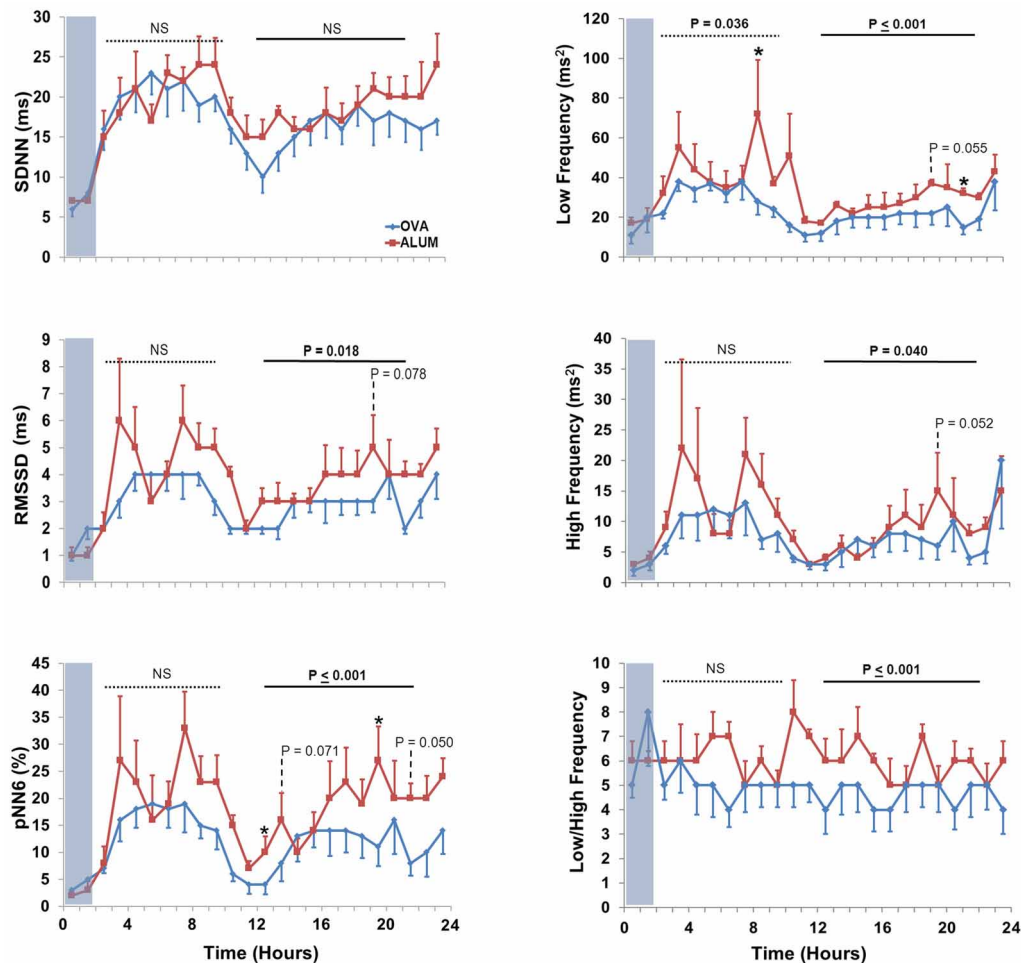 30
25
20
15
10
5
0
SDNN (ms)
NS
NS
OVA
ALUM
120
100
80
60
40
20
0
Low Frequency (ms²)
P = 0.036
P ≤ 0.001
*
P = 0.055
*
9
8
7
6
5
4
3
2
1
0
RMSSD (ms)
NS
P = 0.018
P = 0.078
40
35
30
25
20
15
10
5
0
High Frequency (ms²)
NS
P = 0.040
P = 0.052
45
40
35
30
25
20
15
10
5
0
pNN6 (%)
NS
P ≤ 0.001
*
P = 0.071
*
P = 0.050
0 4 8 12 16 20 24
Time (Hours)
10
9
8
7
6
5
4
3
2
1
0
Low/High Frequency
NS
P ≤ 0.001
0 4 8 12 16 20 24
Time (Hours)